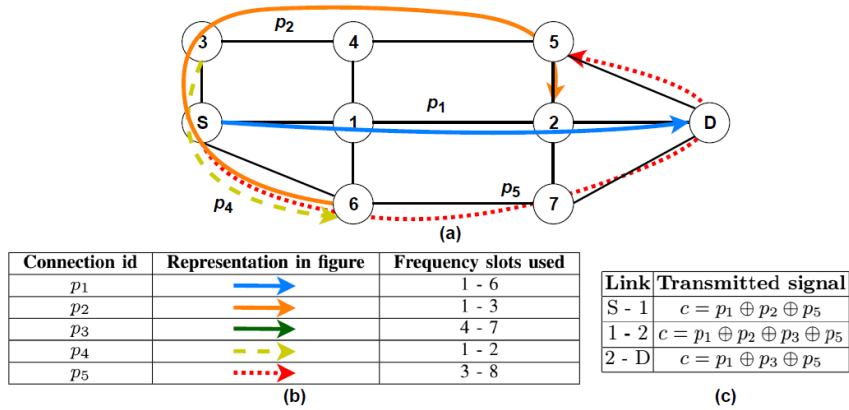 3 p2 4 5
S 1 p1 2 D
p4 6 p5 7
(a)
Connection id Representation in figure Frequency slots used
p1 1 - 6
p2 1 - 3
p3 4 - 7
p4 1 - 2
p5 3 - 8
(b)
Link Transmitted signal
S - 1 c = p1 ⊕ p2 ⊕ p5
1 - 2 c = p1 ⊕ p2 ⊕ p3 ⊕ p5
2 - D c = p1 ⊕ p3 ⊕ p5
(c)